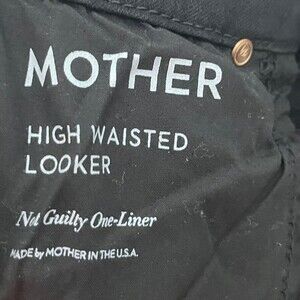 MOTHER
HIGH WAISTED
LOOKER
Not Guilty One-Liner
MADE by MOTHER IN THE U.S.A.